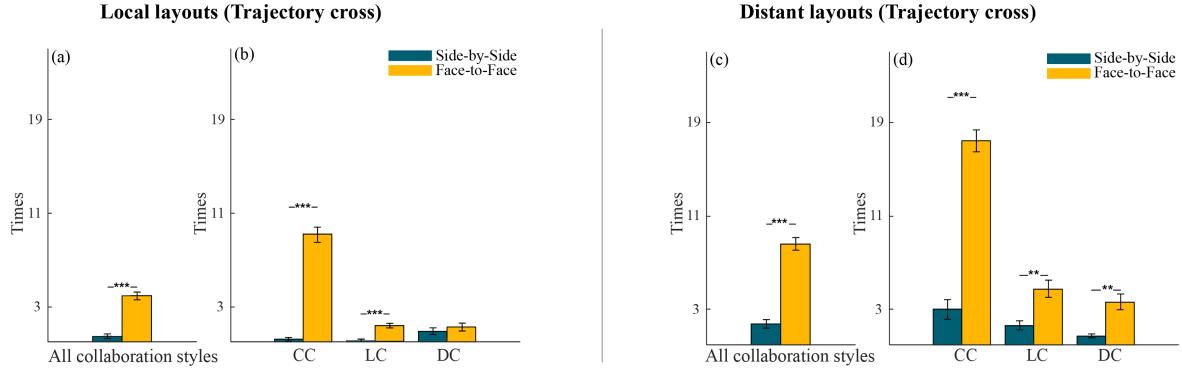 Local layouts (Trajectory cross)
(a)
Times
19
11
3
***
All collaboration styles
(b)
Side-by-Side
Face-to-Face
Times
19
11
3
***
***
CC
LC
DC
Distant layouts (Trajectory cross)
(c)
Times
19
11
3
***
All collaboration styles
(d)
Side-by-Side
Face-to-Face
Times
19
11
3
***
**
**
CC
LC
DC